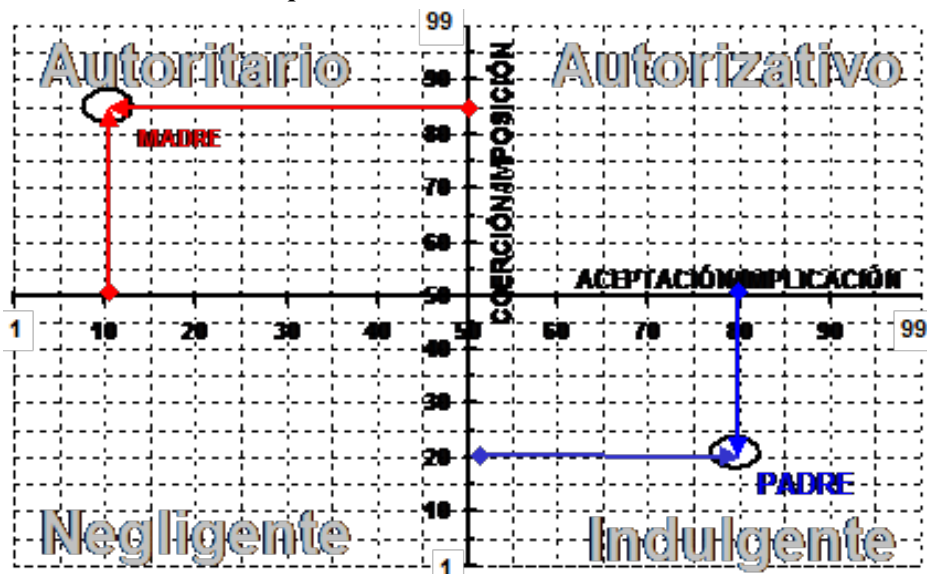 99
Autoritario
Autorizativo
90
MADRE
80
70
60
50
COERCIÓN/IMPOSICIÓN
ACEPTACIÓN/IMPLICACIÓN
1
10
20
30
40
50
60
70
80
90
99
40
30
20
PADRE
10
Negligente
Indulgente
1